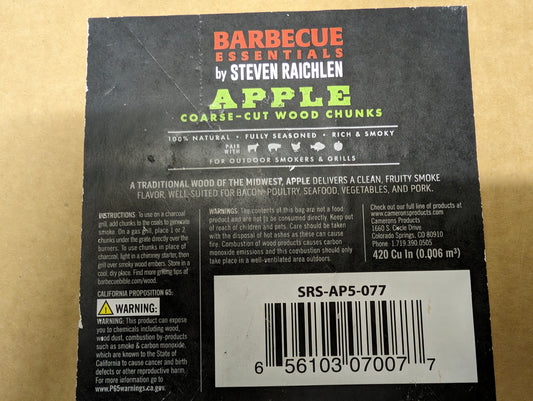 BARBECUE
ESSENTIALS
by STEVEN RAICHLEN
APPLE
COARSE-CUT WOOD CHUNKS
100% NATURAL • FULLY SEASONED • RICH & SMOKY
PAIR WITH
FOR OUTDOOR SMOKERS & GRILLS
A TRADITIONAL WOOD OF THE MIDWEST, APPLE DELIVERS A CLEAN, FRUITY SMOKE
FLAVOR, WELL-SUITED FOR BACON, POULTRY, SEAFOOD, VEGETABLES, AND PORK.
INSTRUCTIONS: To use on a charcoal
grill, add chunks to the coals to generate
smoke. On a gas grill, place 1 or 2
chunks under the grate directly over the
burners. To use chunks in place of
charcoal, light in a chimney starter, then
grill over smoky wood embers. Store in a
cool, dry place. Find more grilling tips at
barbecuebible.com/wood.
CALIFORNIA PROPOSITION 65:
WARNING:
WARNING: This product can expose
you to chemicals including wood,
wood dust, combustion by-products
such as smoke & carbon monoxide,
which are known to the State of
California to cause cancer and birth
defects or other reproductive harm.
For more information go to
www.P65warnings.ca.gov.
WARNINGS: The contents of this bag are not a food
product and are not to be consumed directly. Keep out
of reach of children and pets. Care should be taken
with the disposal of hot ashes as these can cause
fire. Combustion of wood products causes carbon
monoxide emissions and this combustion should only
take place in a well-ventilated area outdoors.
Check out our full line of products at
www.cameronsproducts.com
Camerons Products
1660 S. Circle Drive
Colorado Springs, CO 80910
Phone 1.719.390.0505
420 Cu In (0.006 m³)
SRS-AP5-077
6 56103 07007 7